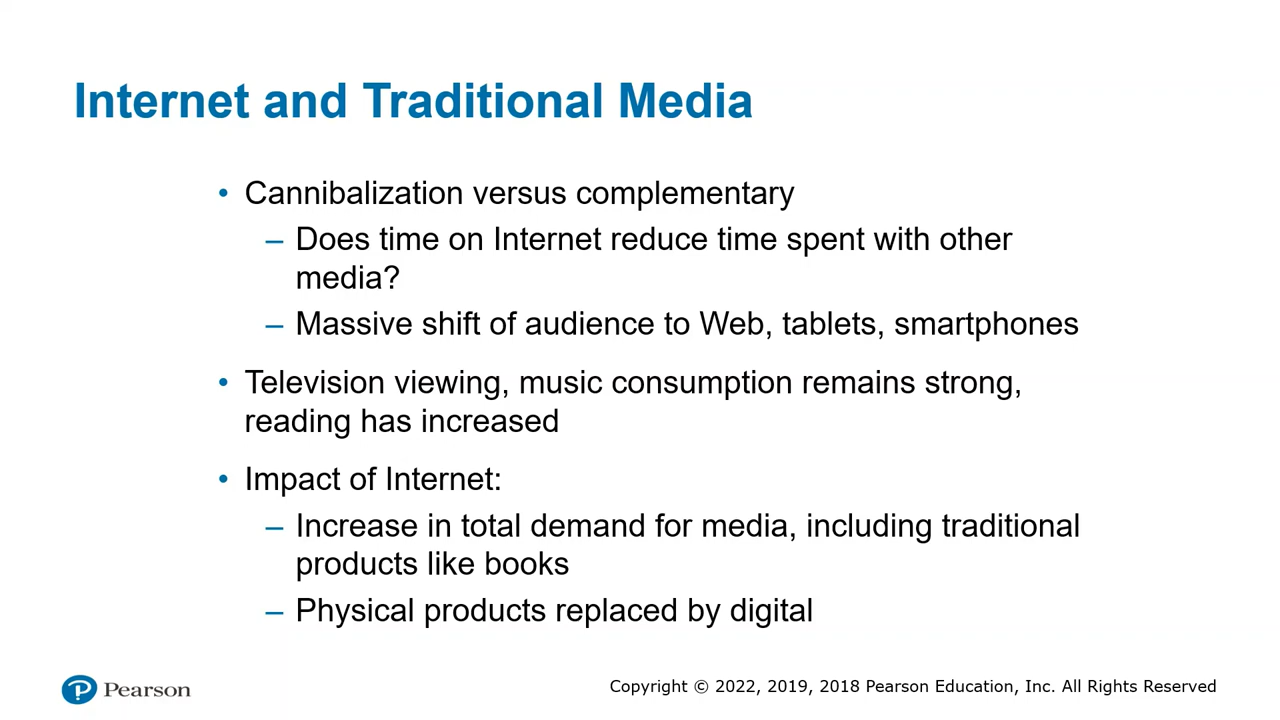 Internet and Traditional Media
• Cannibalization versus complementary
– Does time on Internet reduce time spent with other
media?
– Massive shift of audience to Web, tablets, smartphones
• Television viewing, music consumption remains strong,
reading has increased
• Impact of Internet:
– Increase in total demand for media, including traditional
products like books
– Physical products replaced by digital
P Pearson
Copyright © 2022, 2019, 2018 Pearson Education, Inc. All Rights Reserved